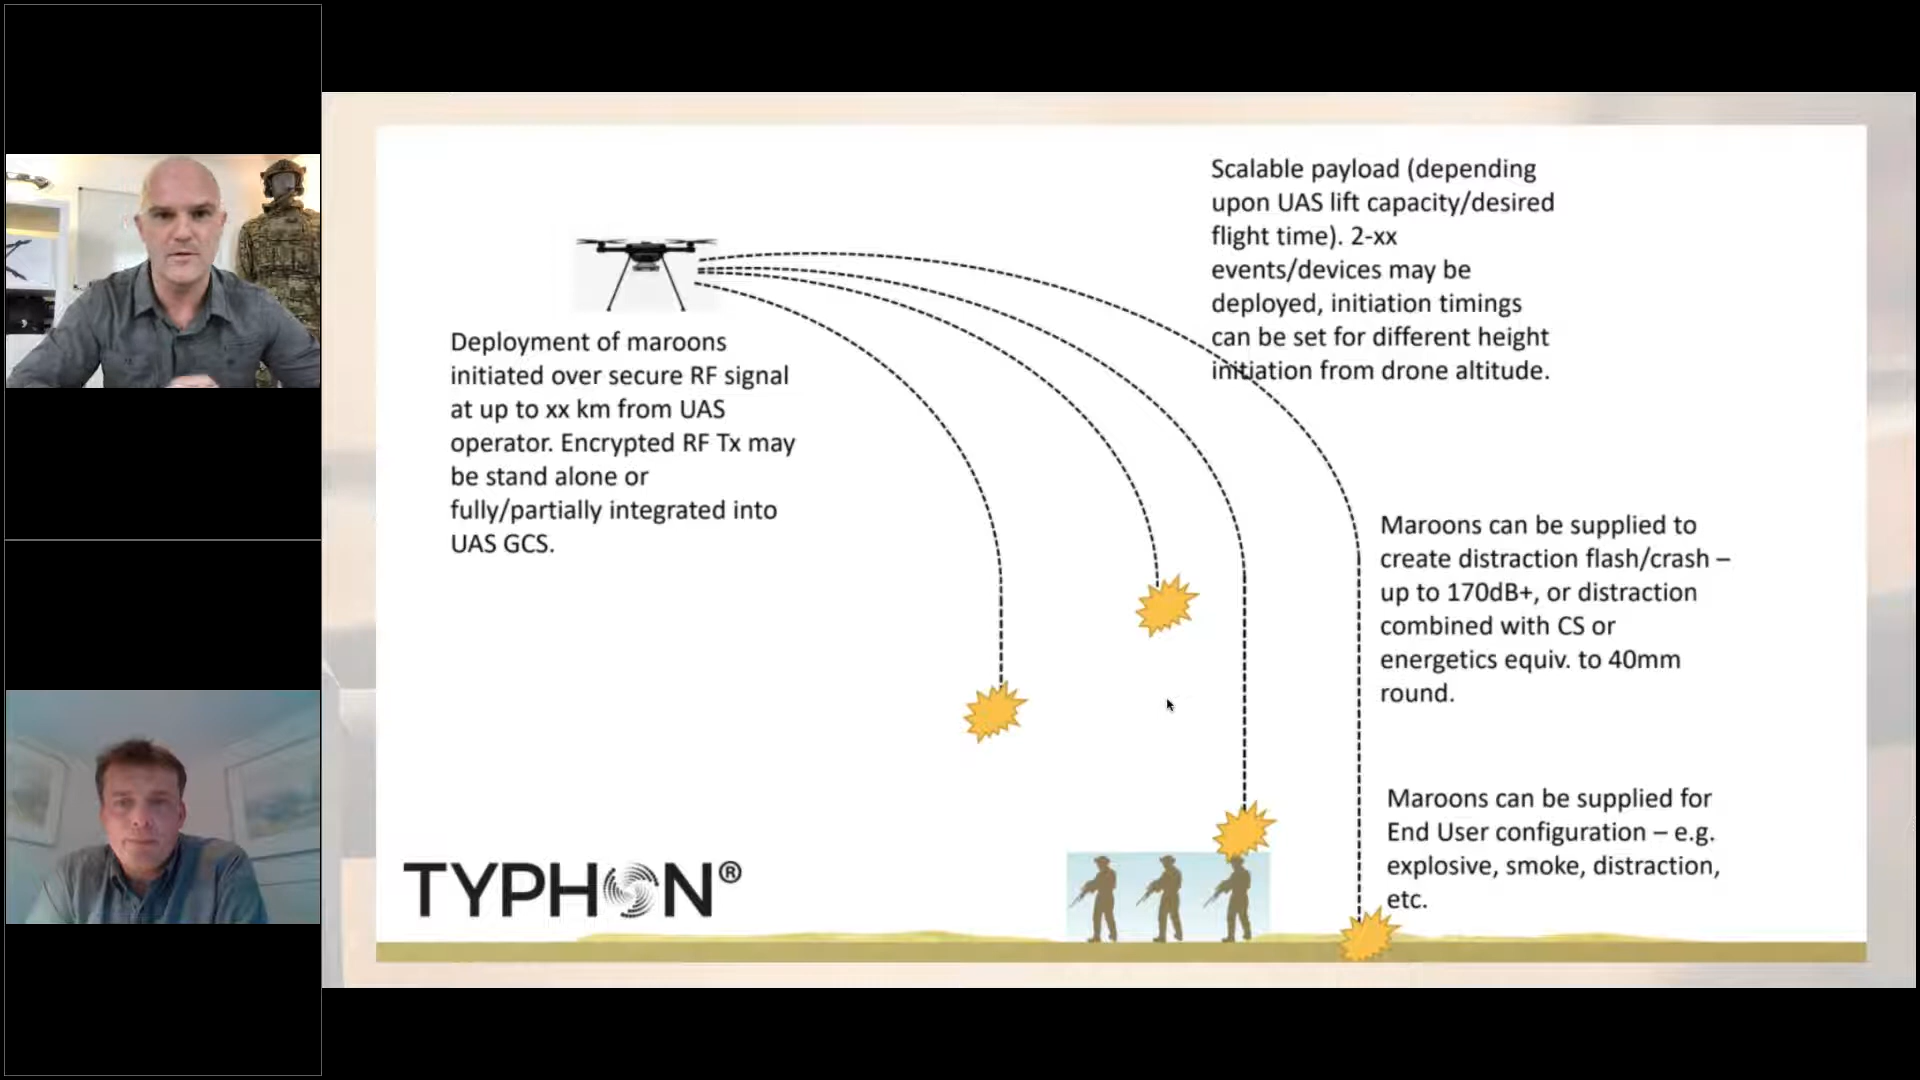 Scalable payload (depending
upon UAS lift capacity/desired
flight time). 2-xx
events/devices may be
deployed, initiation timings
can be set for different height
initiation from drone altitude.
Deployment of maroons
initiated over secure RF signal
at up to xx km from UAS
operator. Encrypted RF Tx may
be stand alone or
fully/partially integrated into
UAS GCS.
Maroons can be supplied to
create distraction flash/crash –
up to 170dB+, or distraction
combined with CS or
energetics equiv. to 40mm
round.
Maroons can be supplied for
End User configuration – e.g.
explosive, smoke, distraction,
etc.
TYPHON®